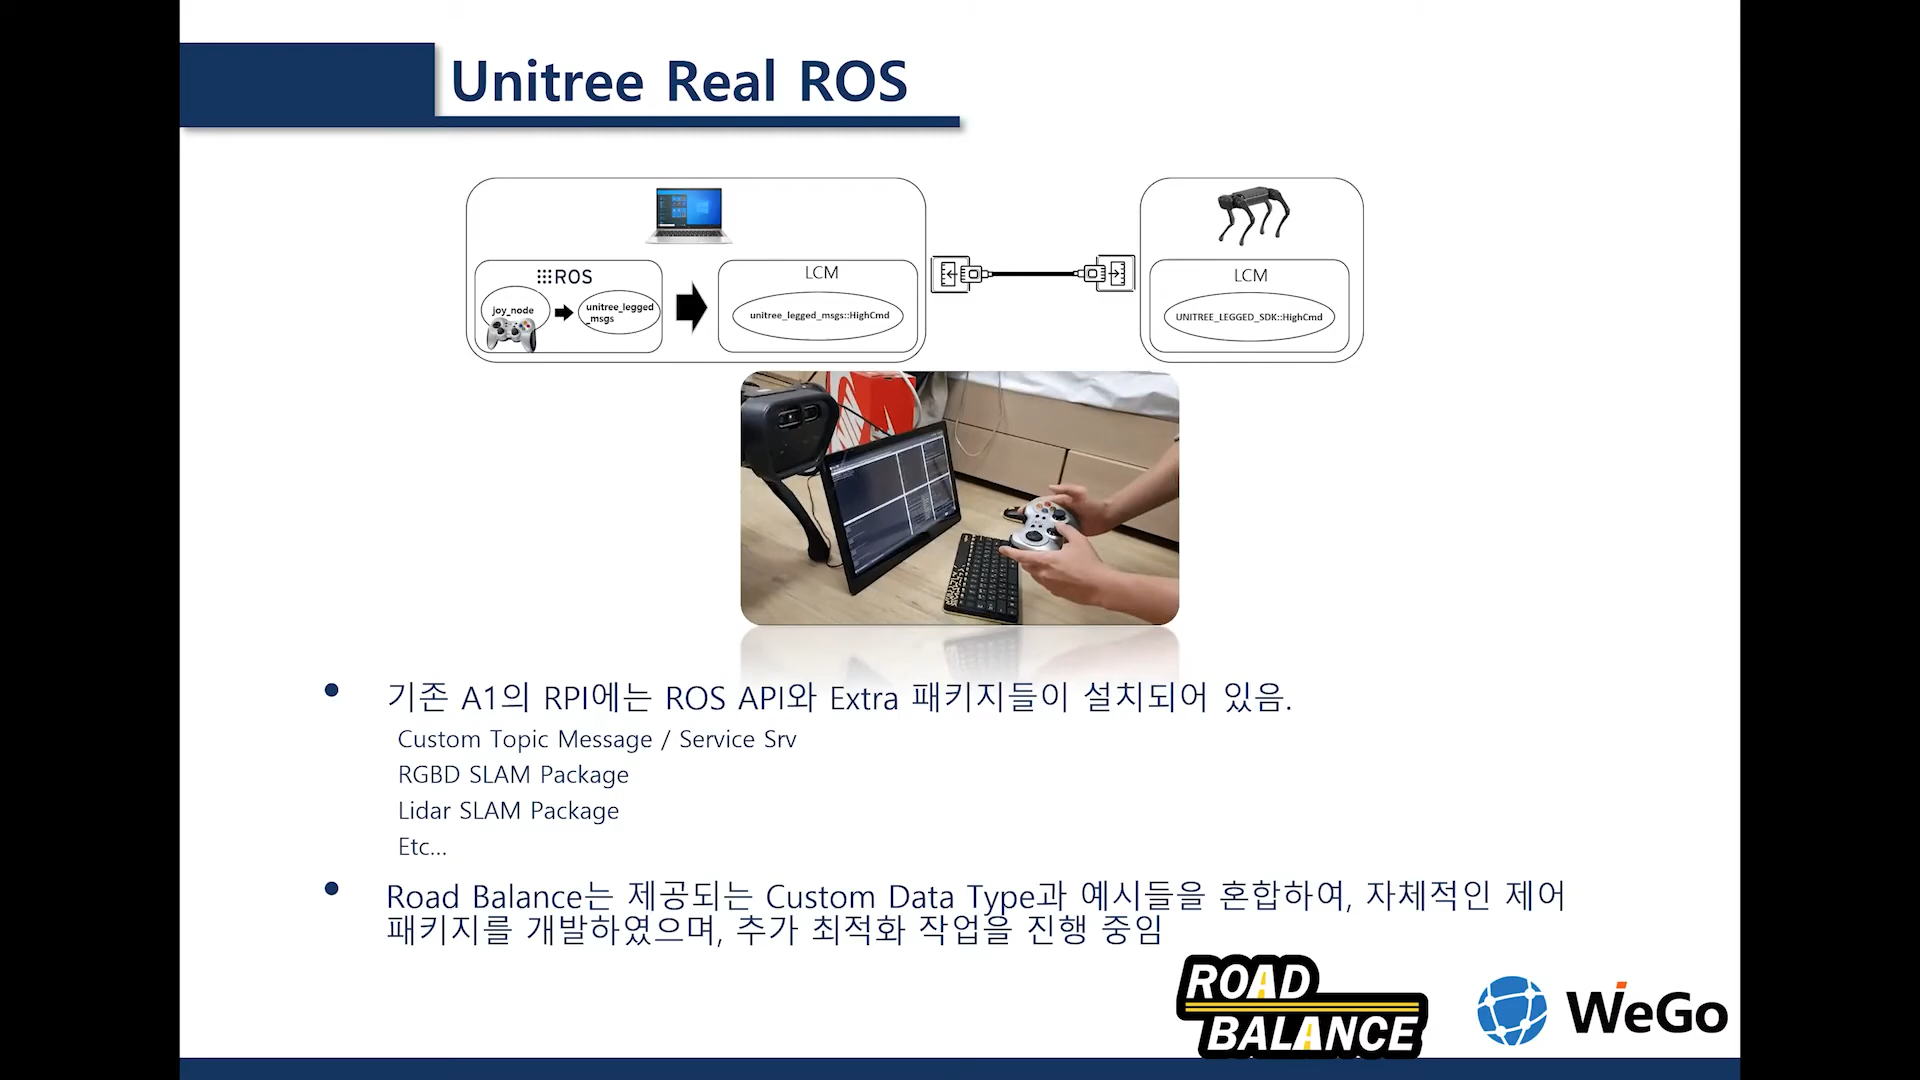 Unitree Real ROS
ROS
joy_node
unitree_legged
_msgs
LCM
unitree_legged_msgs::HighCmd
LCM
UNITREE_LEGGED_SDK::HighCmd
기존 A1의 RPI에는 ROS API와 Extra 패키지들이 설치되어 있음.
Custom Topic Message / Service Srv
RGBD SLAM Package
Lidar SLAM Package
Etc...
Road Balance는 제공되는 Custom Data Type과 예시들을 혼합하여, 자체적인 제어
패키지를 개발하였으며, 추가 최적화 작업을 진행 중임
ROAD
BALANCE
WeGo